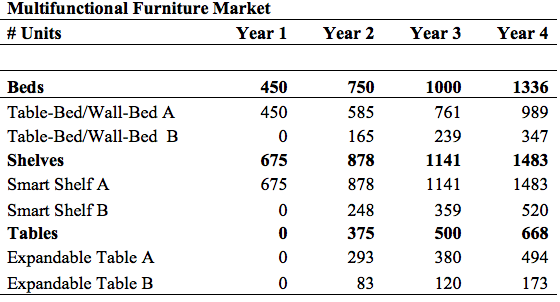 Multifunctional Furniture Market
# Units Year 1 Year 2 Year 3 Year 4
Beds 450 750 1000 1336
Table-Bed/Wall-Bed A 450 585 761 989
Table-Bed/Wall-Bed B 0 165 239 347
Shelves 675 878 1141 1483
Smart Shelf A 675 878 1141 1483
Smart Shelf B 0 248 359 520
Tables 0 375 500 668
Expandable Table A 0 293 380 494
Expandable Table B 0 83 120 173